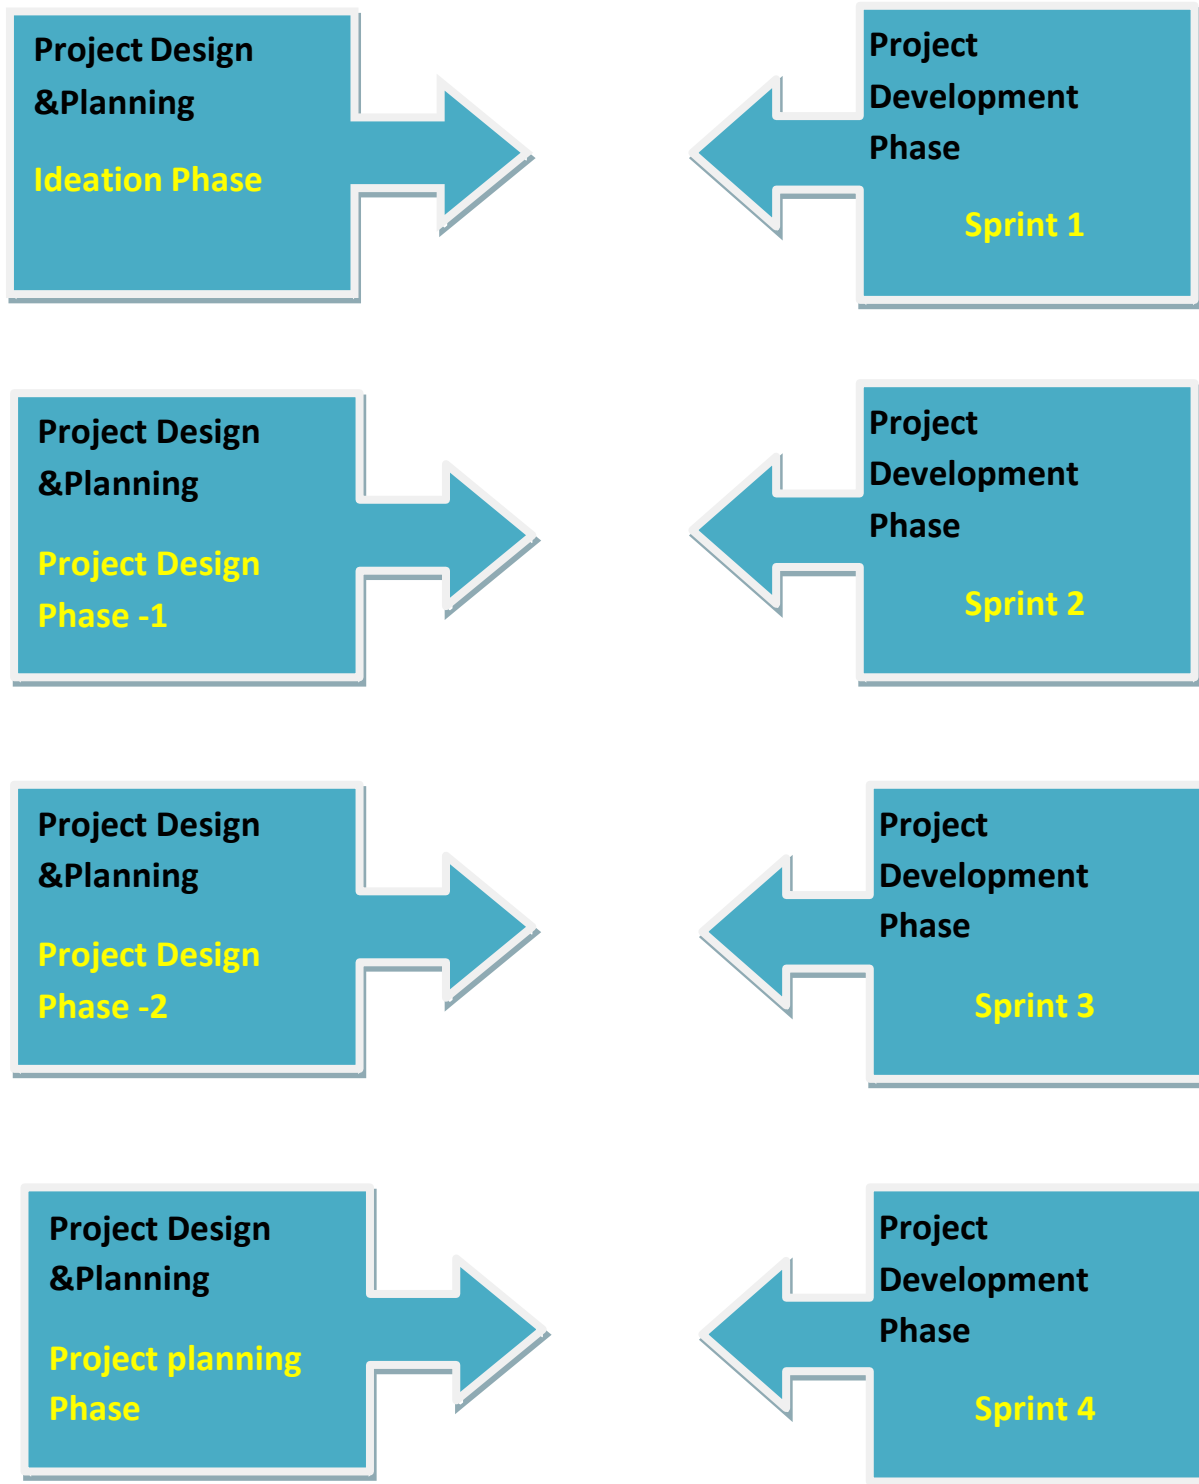 Project Design
&Planning
Ideation Phase
Project
Development
Phase
Sprint 1
Project Design
&Planning
Project Design
Phase -1
Project
Development
Phase
Sprint 2
Project Design
&Planning
Project Design
Phase -2
Project
Development
Phase
Sprint 3
Project Design
&Planning
Project planning
Phase
Project
Development
Phase
Sprint 4